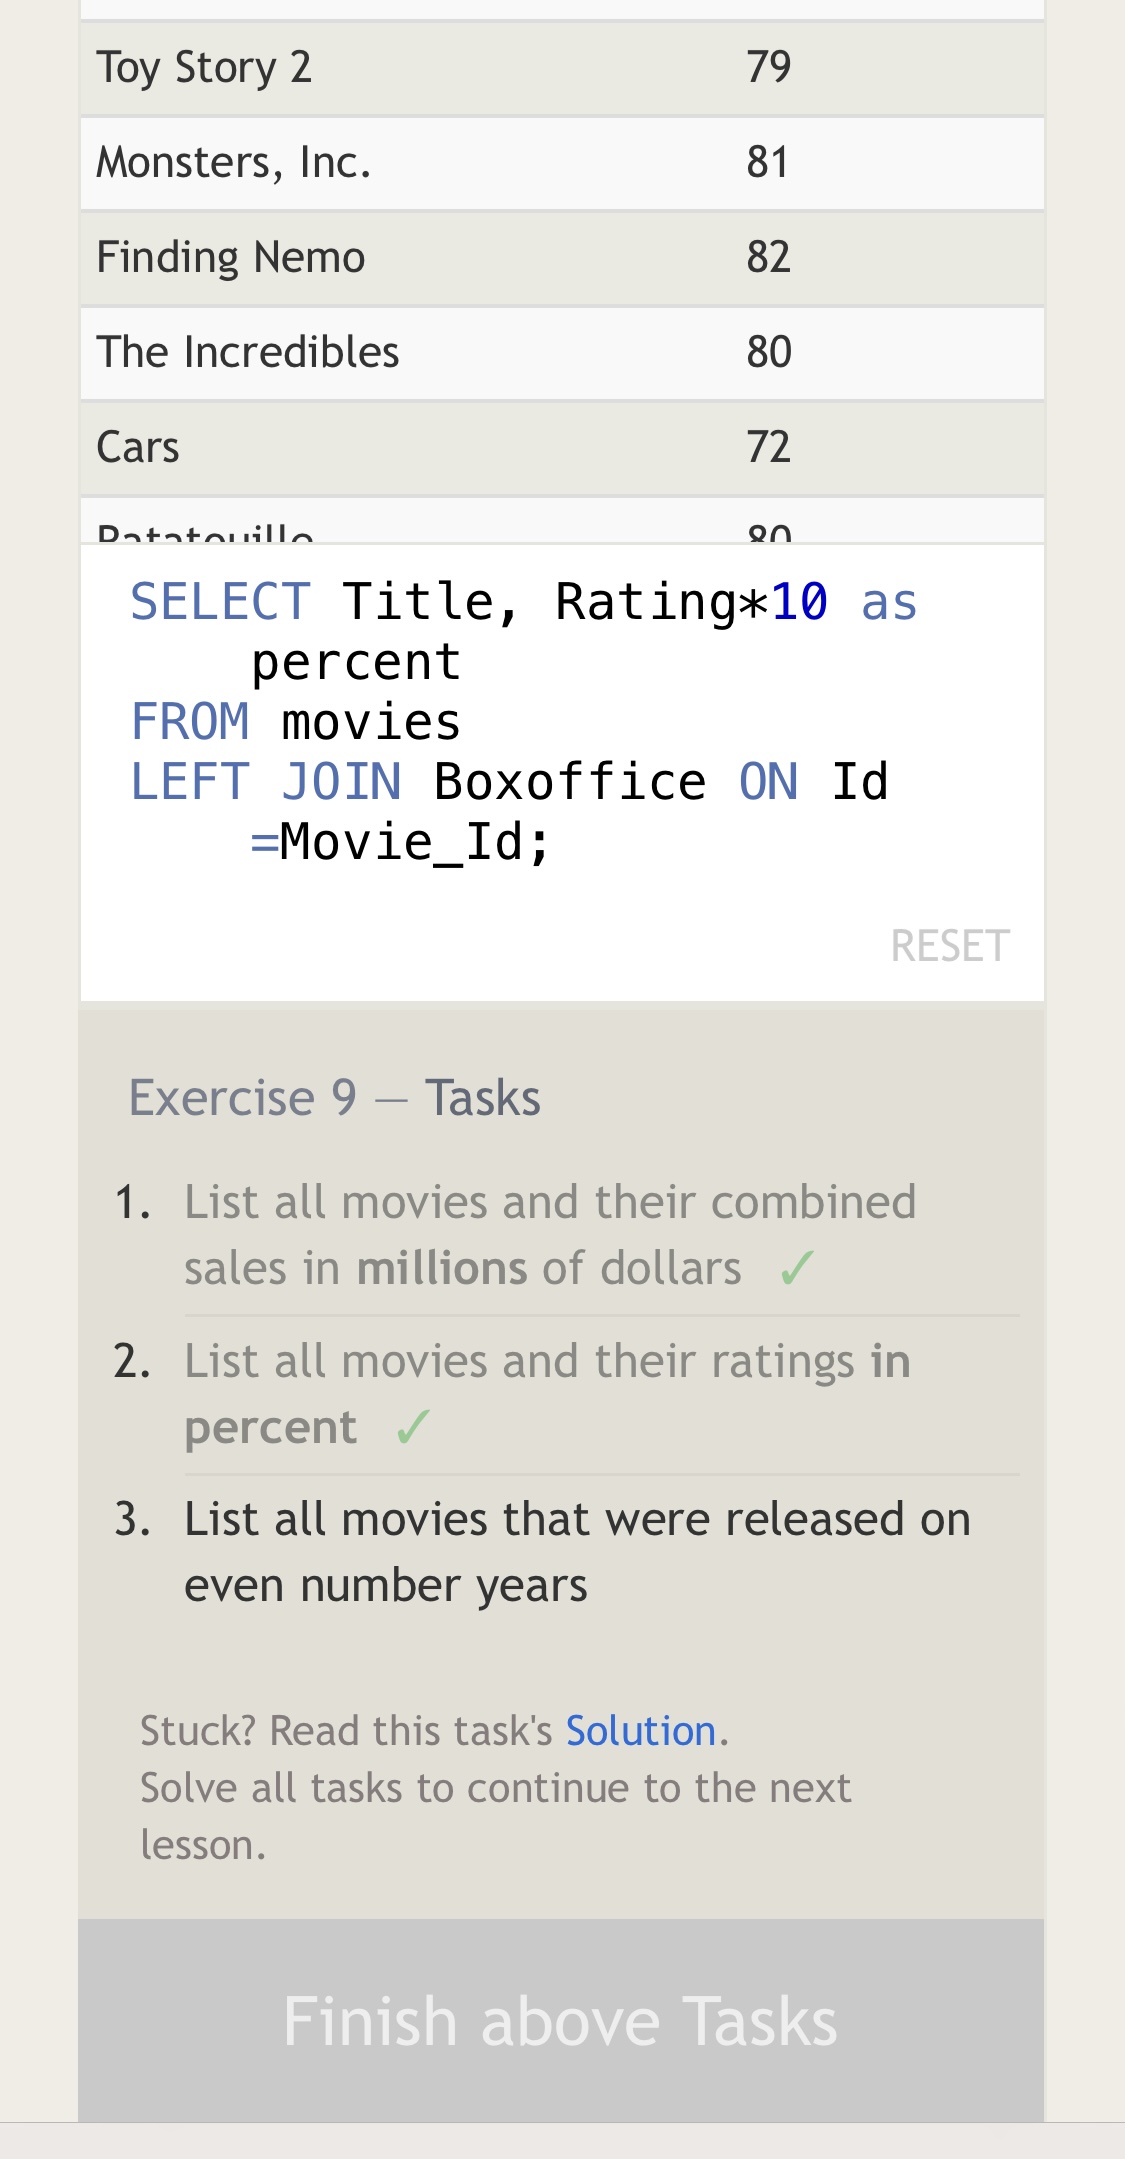 Toy Story 2 79
Monsters, Inc. 81
Finding Nemo 82
The Incredibles 80
Cars 72
Ratatouille 80
SELECT Title, Rating*10 as
percent
FROM movies
LEFT JOIN Boxoffice ON Id
=Movie_Id;
RESET
Exercise 9 — Tasks
1. List all movies and their combined
sales in millions of dollars ✓
2. List all movies and their ratings in
percent ✓
3. List all movies that were released on
even number years
Stuck? Read this task's Solution.
Solve all tasks to continue to the next
lesson.
Finish above Tasks